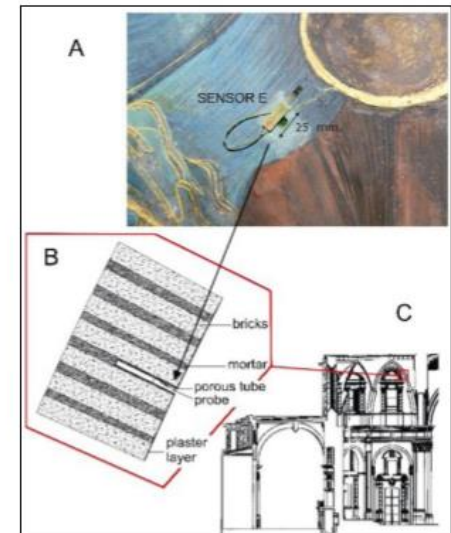 A
SENSOR E
25 mm.
B
bricks
C
mortar
porous tube
probe
plaster
layer